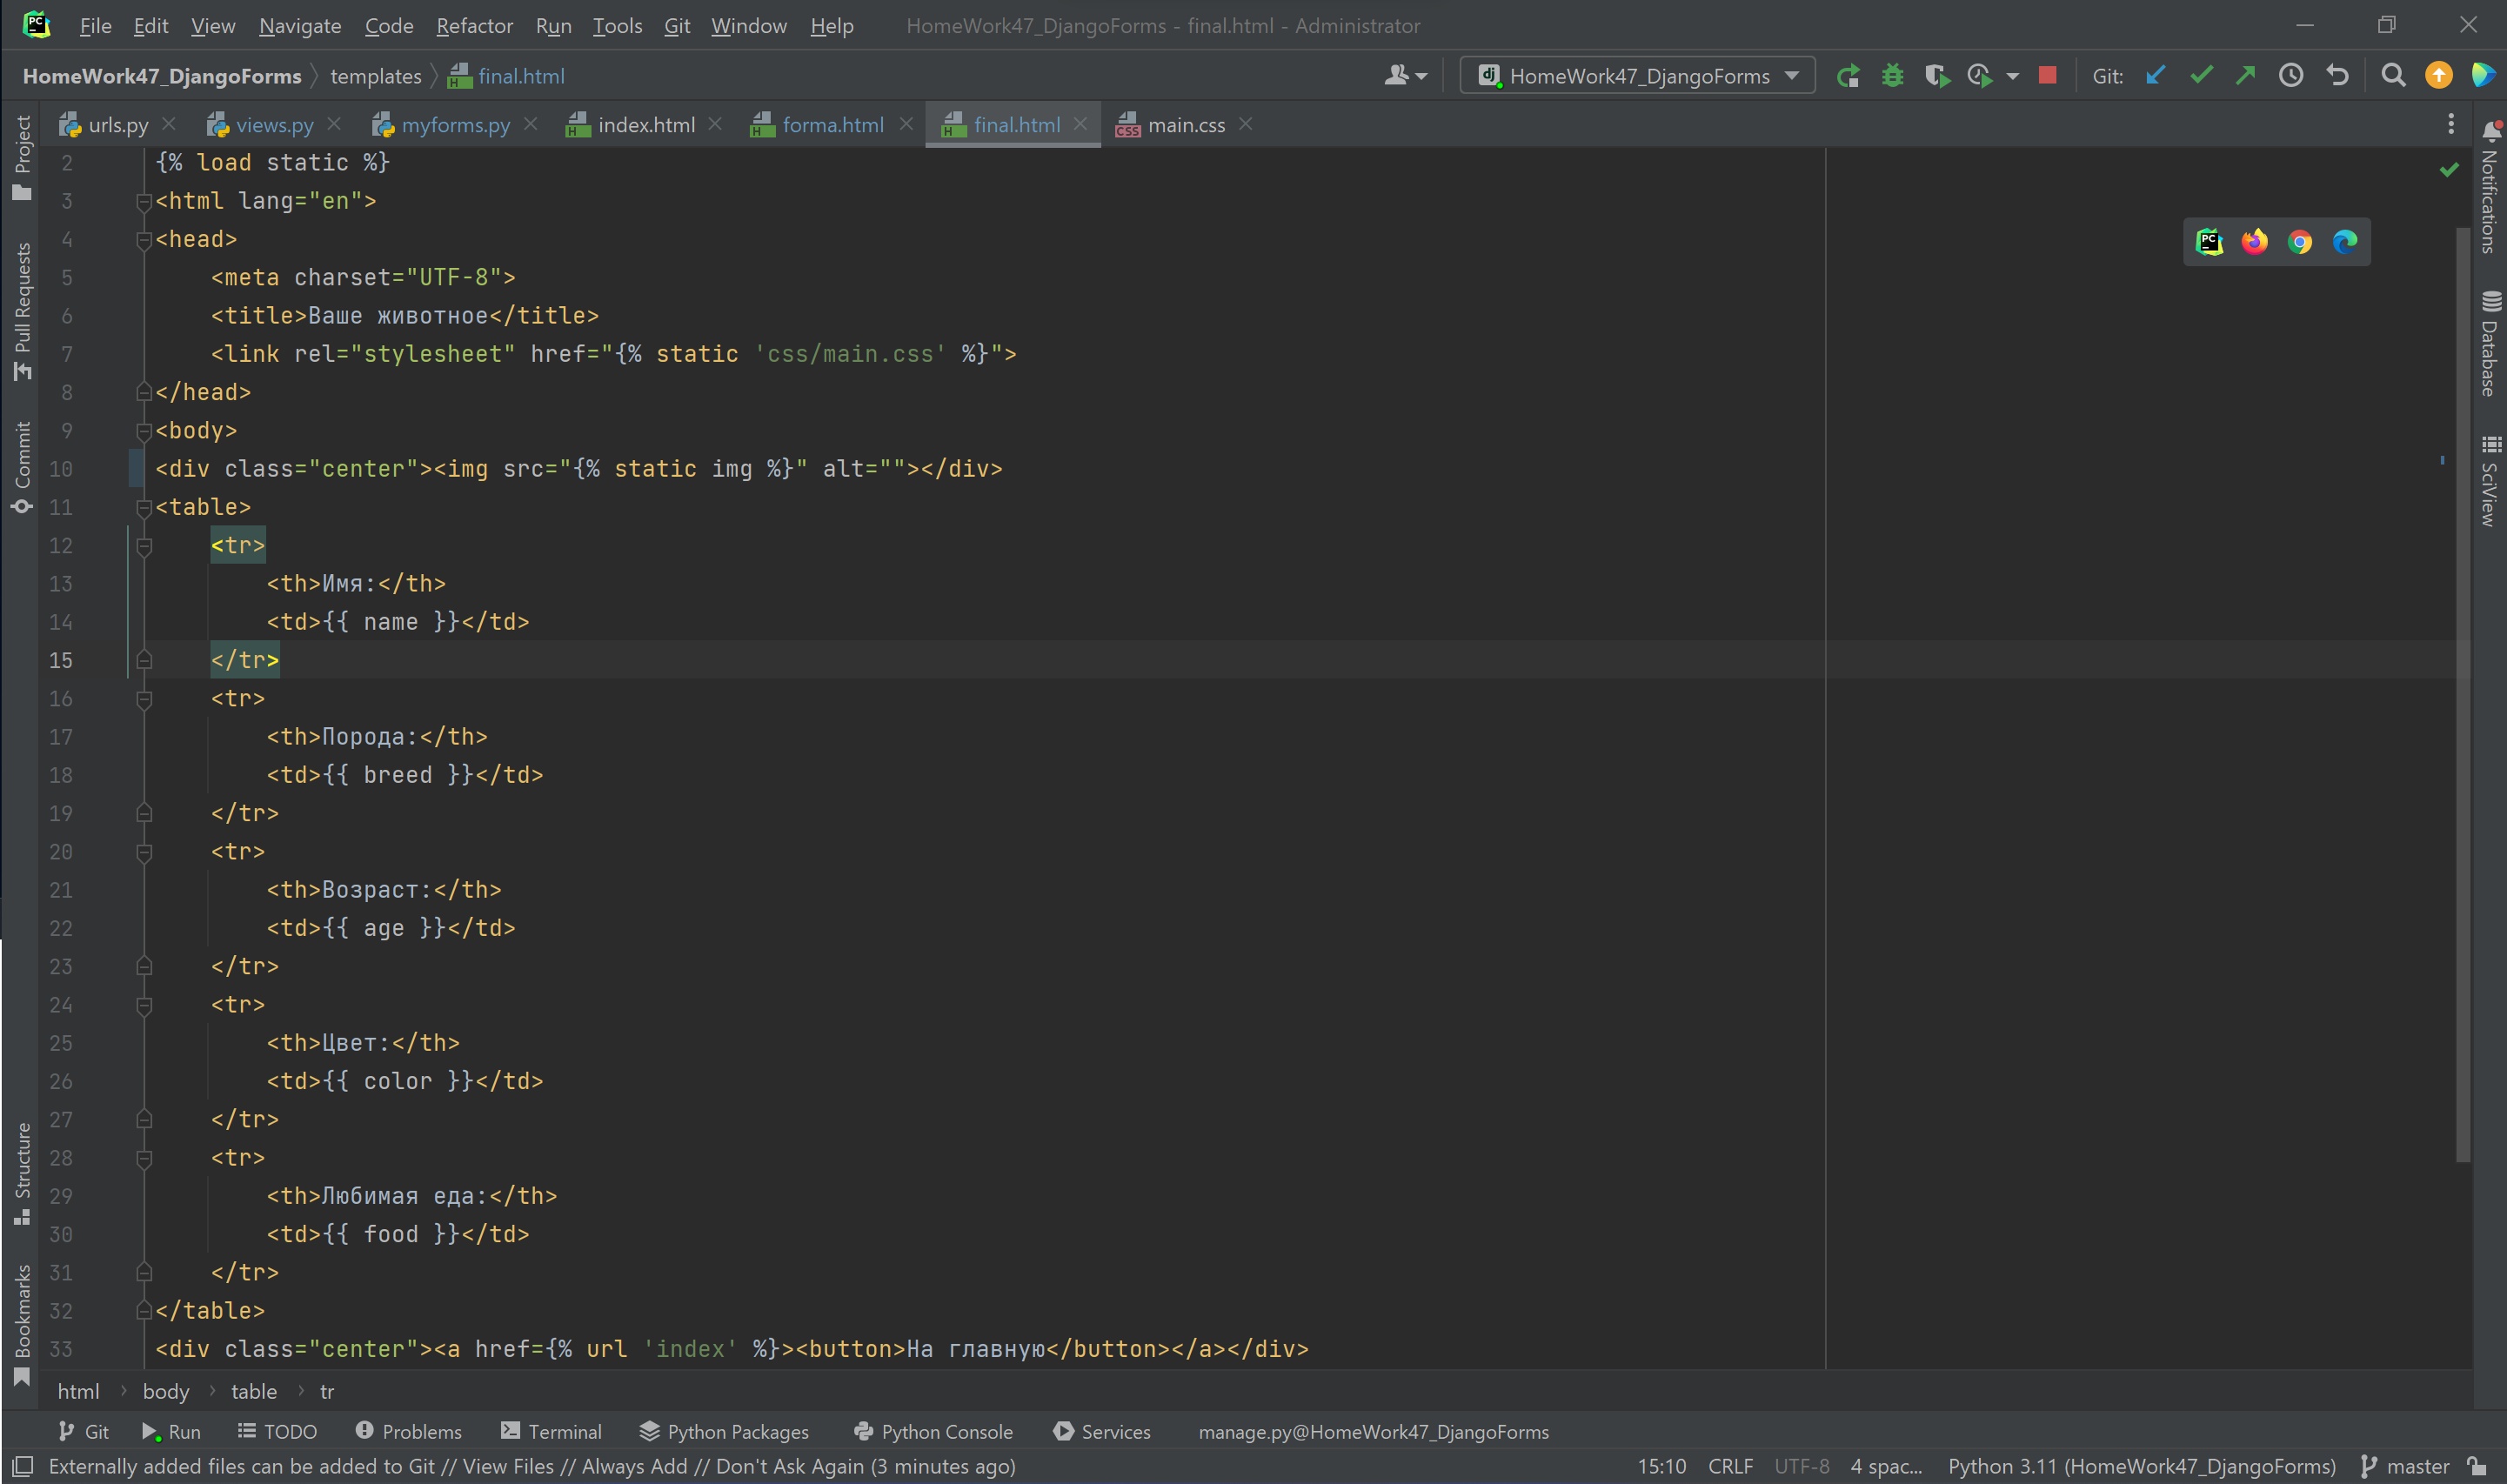 File Edit View Navigate Code Refactor Run Tools Git Window Help HomeWork47_DjangoForms - final.html - Administrator
HomeWork47_DjangoForms templates final.html HomeWork47_DjangoForms Git:
urls.py views.py myforms.py index.html forma.html final.html main.css
Project
Pull Requests
Commit
Structure
Bookmarks
2 {% load static %}
3 <html lang="en">
4 <head>
5 <meta charset="UTF-8">
6 <title>Ваше животное</title>
7 <link rel="stylesheet" href="{% static 'css/main.css' %}">
8 </head>
9 <body>
10 <div class="center"><img src="{% static img %}" alt=""></div>
11 <table>
12 <tr>
13 <th>Имя:</th>
14 <td>{{ name }}</td>
15 </tr>
16 <tr>
17 <th>Порода:</th>
18 <td>{{ breed }}</td>
19 </tr>
20 <tr>
21 <th>Возраст:</th>
22 <td>{{ age }}</td>
23 </tr>
24 <tr>
25 <th>Цвет:</th>
26 <td>{{ color }}</td>
27 </tr>
28 <tr>
29 <th>Любимая еда:</th>
30 <td>{{ food }}</td>
31 </tr>
32 </table>
33 <div class="center"><a href={% url 'index' %}><button>На главную</button></a></div>
Notifications
Database
SciView
html body table tr
Git Run TODO Problems Terminal Python Packages Python Console Services manage.py@HomeWork47_DjangoForms
Externally added files can be added to Git // View Files // Always Add // Don't Ask Again (3 minutes ago) 15:10 CRLF UTF-8 4 spac... Python 3.11 (HomeWork47_DjangoForms) master